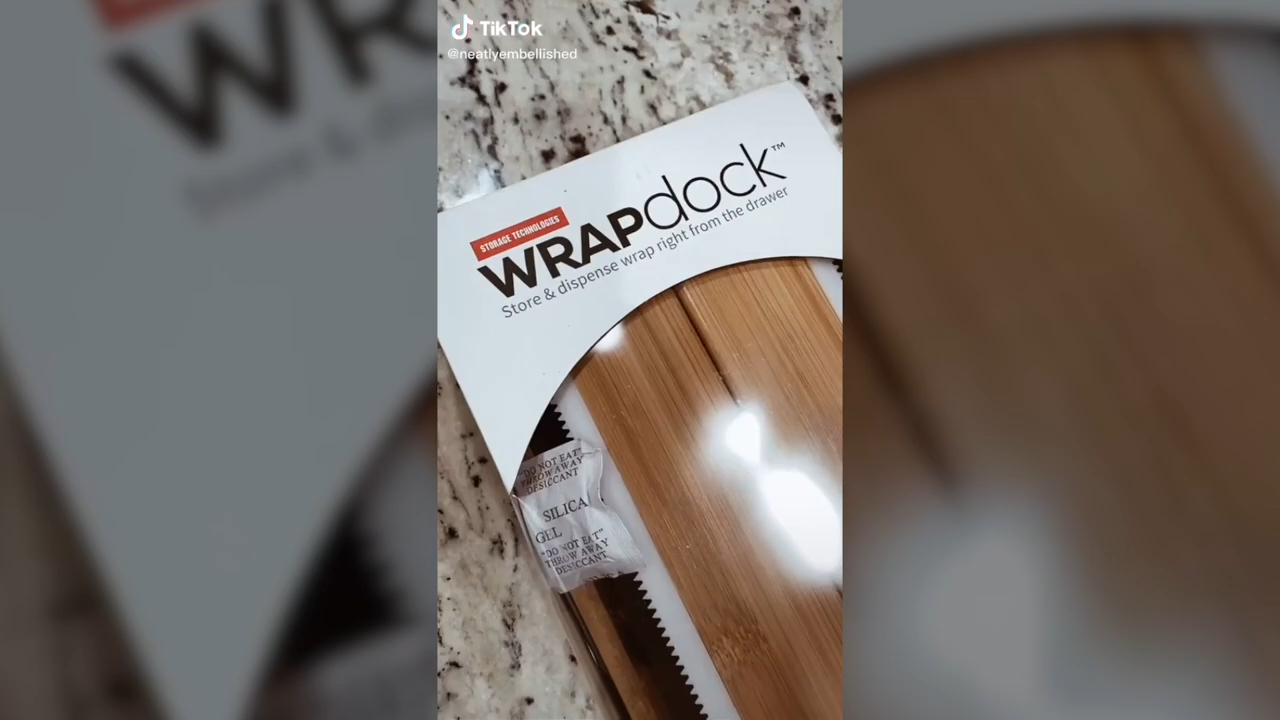 TikTok
@neatlyembellished
STORAGE TECHNOLOGIES
WRAPdock™
Store & dispense wrap right from the drawer
"DO NOT EAT"
THROW AWAY
DESICCANT
SILICA
GEL
"DO NOT EAT"
THROW AWAY
DESICCANT